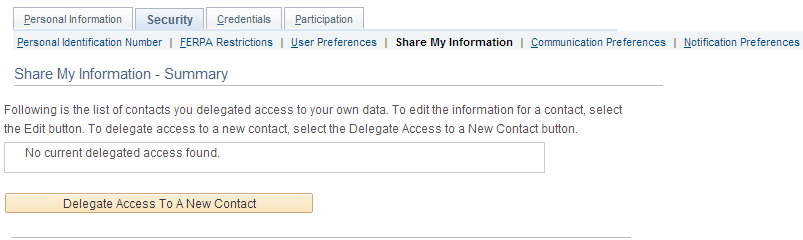 Personal Information Security Credentials Participation
Personal Identification Number | FERPA Restrictions | User Preferences | Share My Information | Communication Preferences | Notification Preferences
Share My Information - Summary
Following is the list of contacts you delegated access to your own data. To edit the information for a contact, select
the Edit button. To delegate access to a new contact, select the Delegate Access to a New Contact button.
No current delegated access found.
Delegate Access To A New Contact